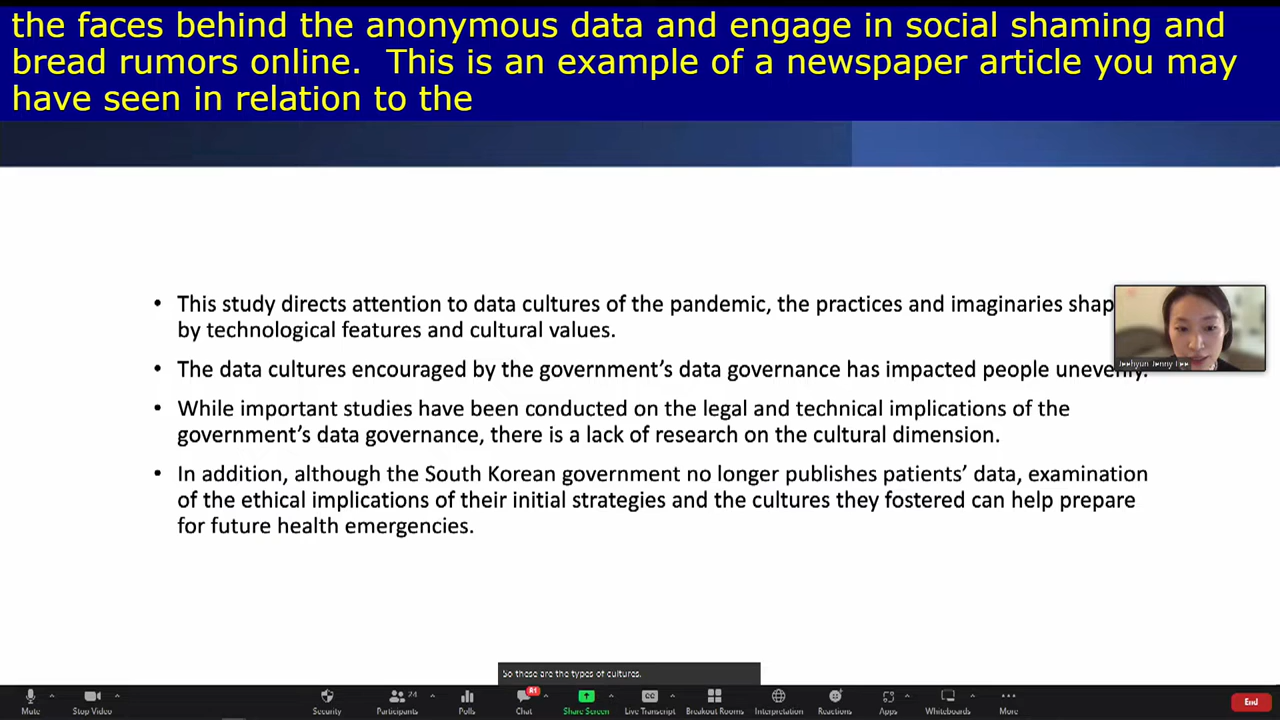 the faces behind the anonymous data and engage in social shaming and
bread rumors online.  This is an example of a newspaper article you may
have seen in relation to the
• This study directs attention to data cultures of the pandemic, the practices and imaginaries
by technological features and cultural values.
• The data cultures encouraged by the government's data governance has impacted people unevenly.
• While important studies have been conducted on the legal and technical implications of the
government's data governance, there is a lack of research on the cultural dimension.
• In addition, although the South Korean government no longer publishes patients' data, examination
of the ethical implications of their initial strategies and the cultures they fostered can help prepare
for future health emergencies.
Jeehyun Jenny Lee
So these are the types of cultures.
Mute
Stop Video
Security
24
Participants
Polls
81
Chat
Share Screen
CC
Live Transcript
Breakout Rooms
Interpretation
Reactions
Apps
Whiteboards
More
End